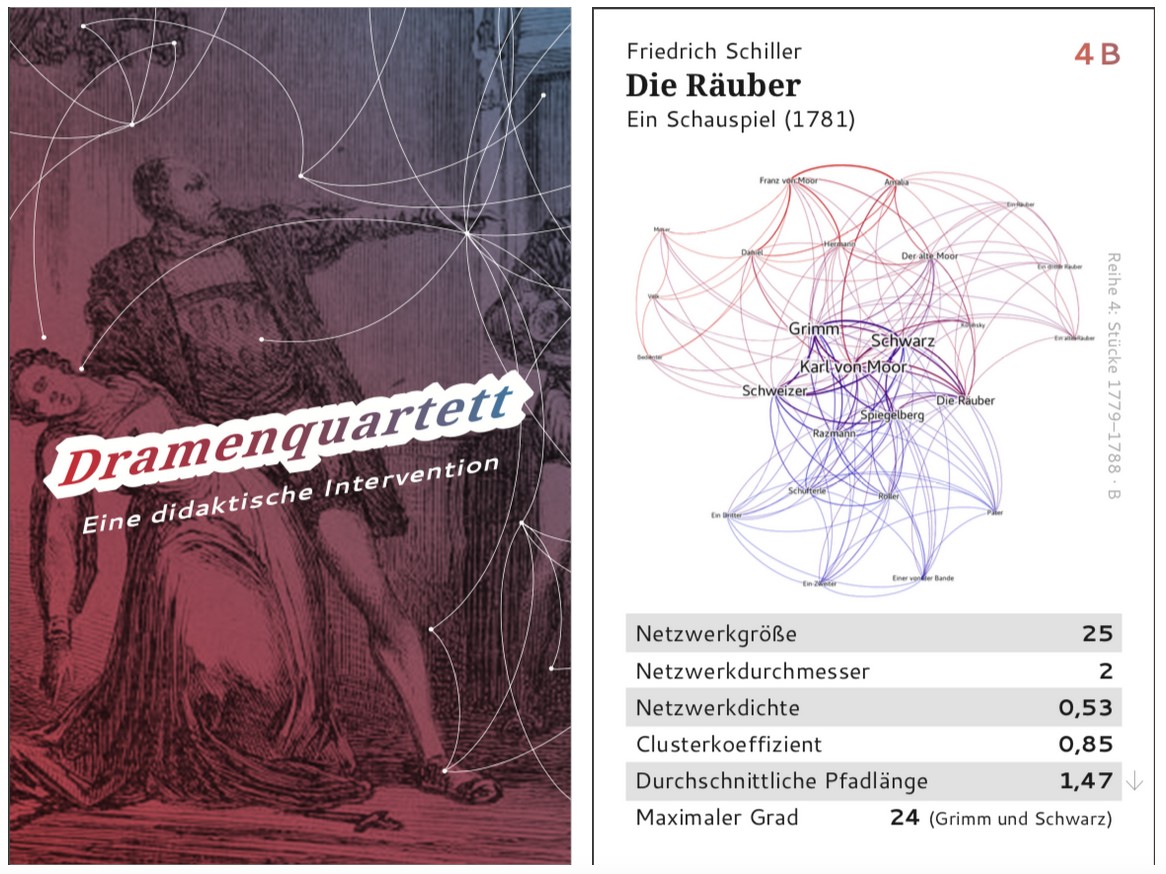 Dramenquartett
Eine didaktische Intervention
Friedrich Schiller
4 B
Die Räuber
Ein Schauspiel (1781)
Franz von Moor
Amalia
Ein Räuber
Daniel
Hermann
Der alte Moor
Ein dritter Räuber
Kosinsky
Ein alter Räuber
Bedienter
Grimm
Schwarz
Karl von Moor
Schweizer
Die Räuber
Spiegelberg
Razmann
Schufterle
Roller
Ein Dritter
Pater
Ein Zweiter
Einer von der Bande
Reihe 4: Stücke 1779–1788 · B
Netzwerkgröße 25
Netzwerkdurchmesser 2
Netzwerkdichte 0,53
Clusterkoeffizient 0,85
Durchschnittliche Pfadlänge 1,47 ↓
Maximaler Grad 24 (Grimm und Schwarz)